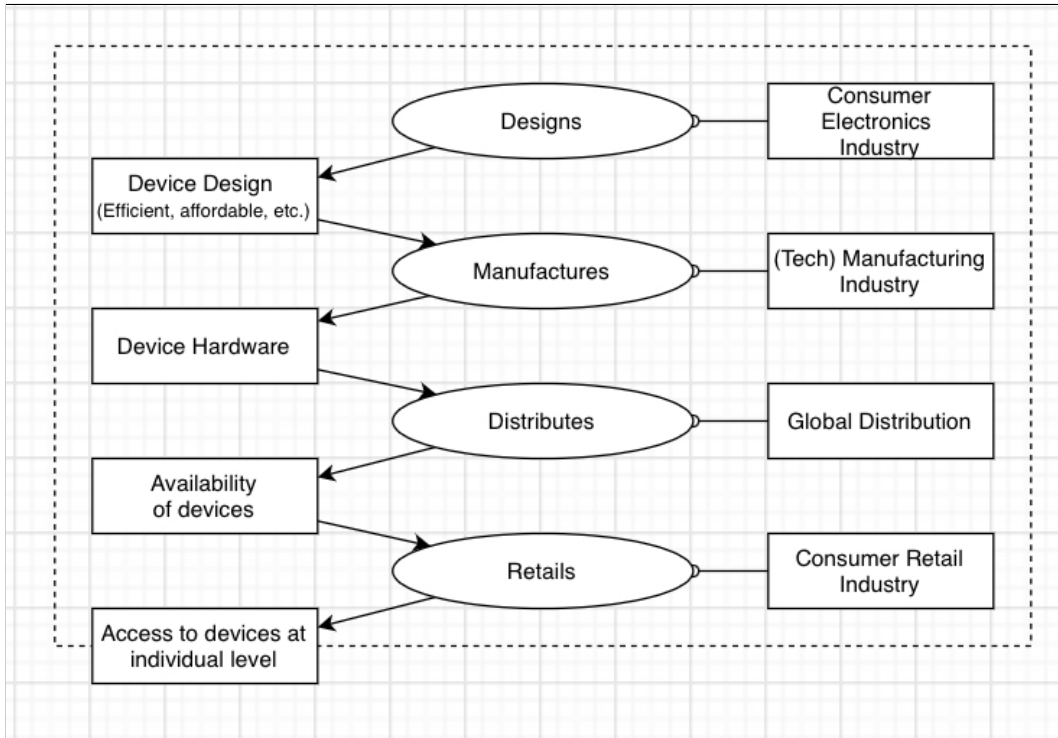 Designs
Consumer
Electronics
Industry
Device Design
(Efficient, affordable, etc.)
Manufactures
(Tech) Manufacturing
Industry
Device Hardware
Distributes
Global Distribution
Availability
of devices
Retails
Consumer Retail
Industry
Access to devices at
individual level